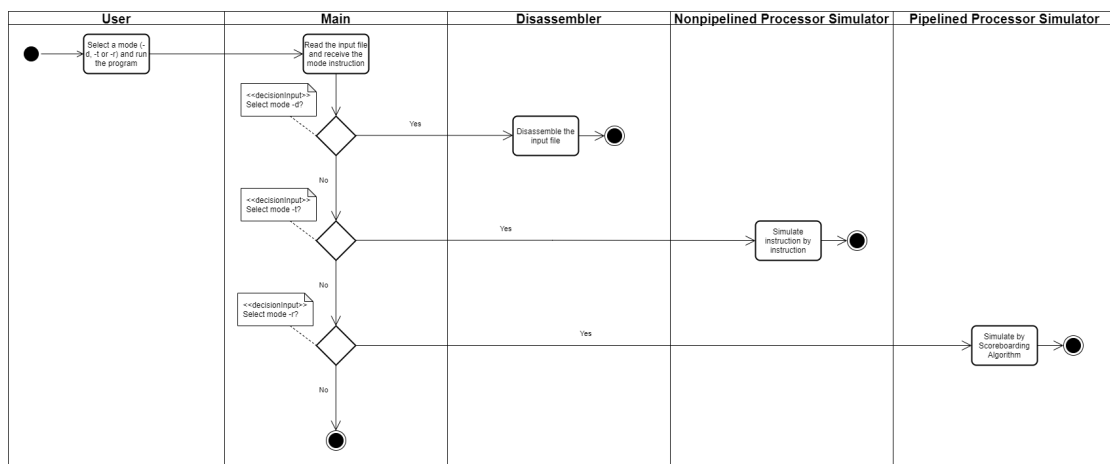 User
Main
Disassembler
Nonpipelined Processor Simulator
Pipelined Processor Simulator
Select a mode (-
d, -t or -r) and run
the program
Read the input file
and receive the
mode instruction
<<decisionInput>>
Select mode -d?
Yes
Disassemble the
input file
No
<<decisionInput>>
Select mode -t?
Yes
Simulate
instruction by
instruction
No
<<decisionInput>>
Select mode -r?
Yes
Simulate by
Scoreboarding
Algorithm
No